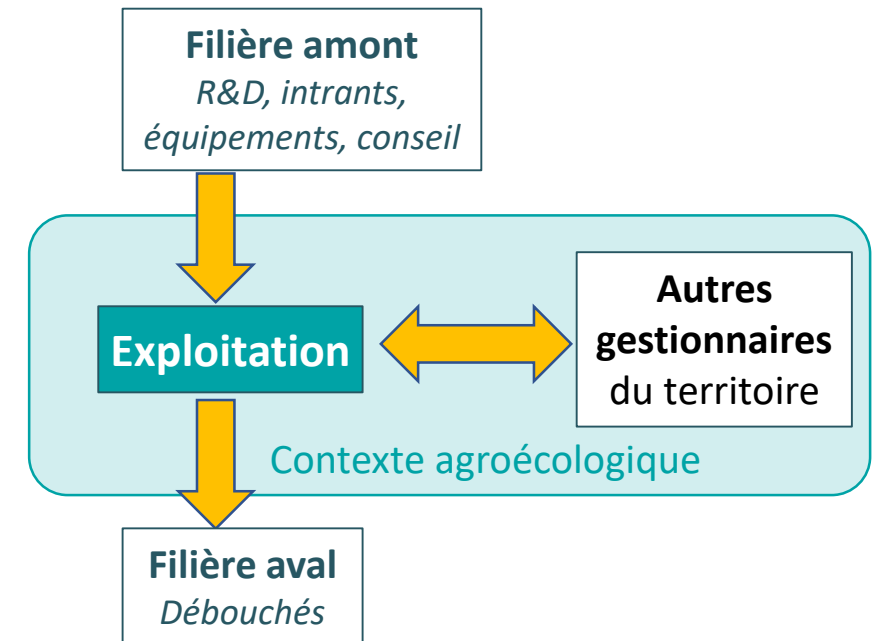 Filière amont
R&D, intrants,
équipements, conseil
Exploitation
Autres
gestionnaires
du territoire
Contexte agroécologique
Filière aval
Débouchés